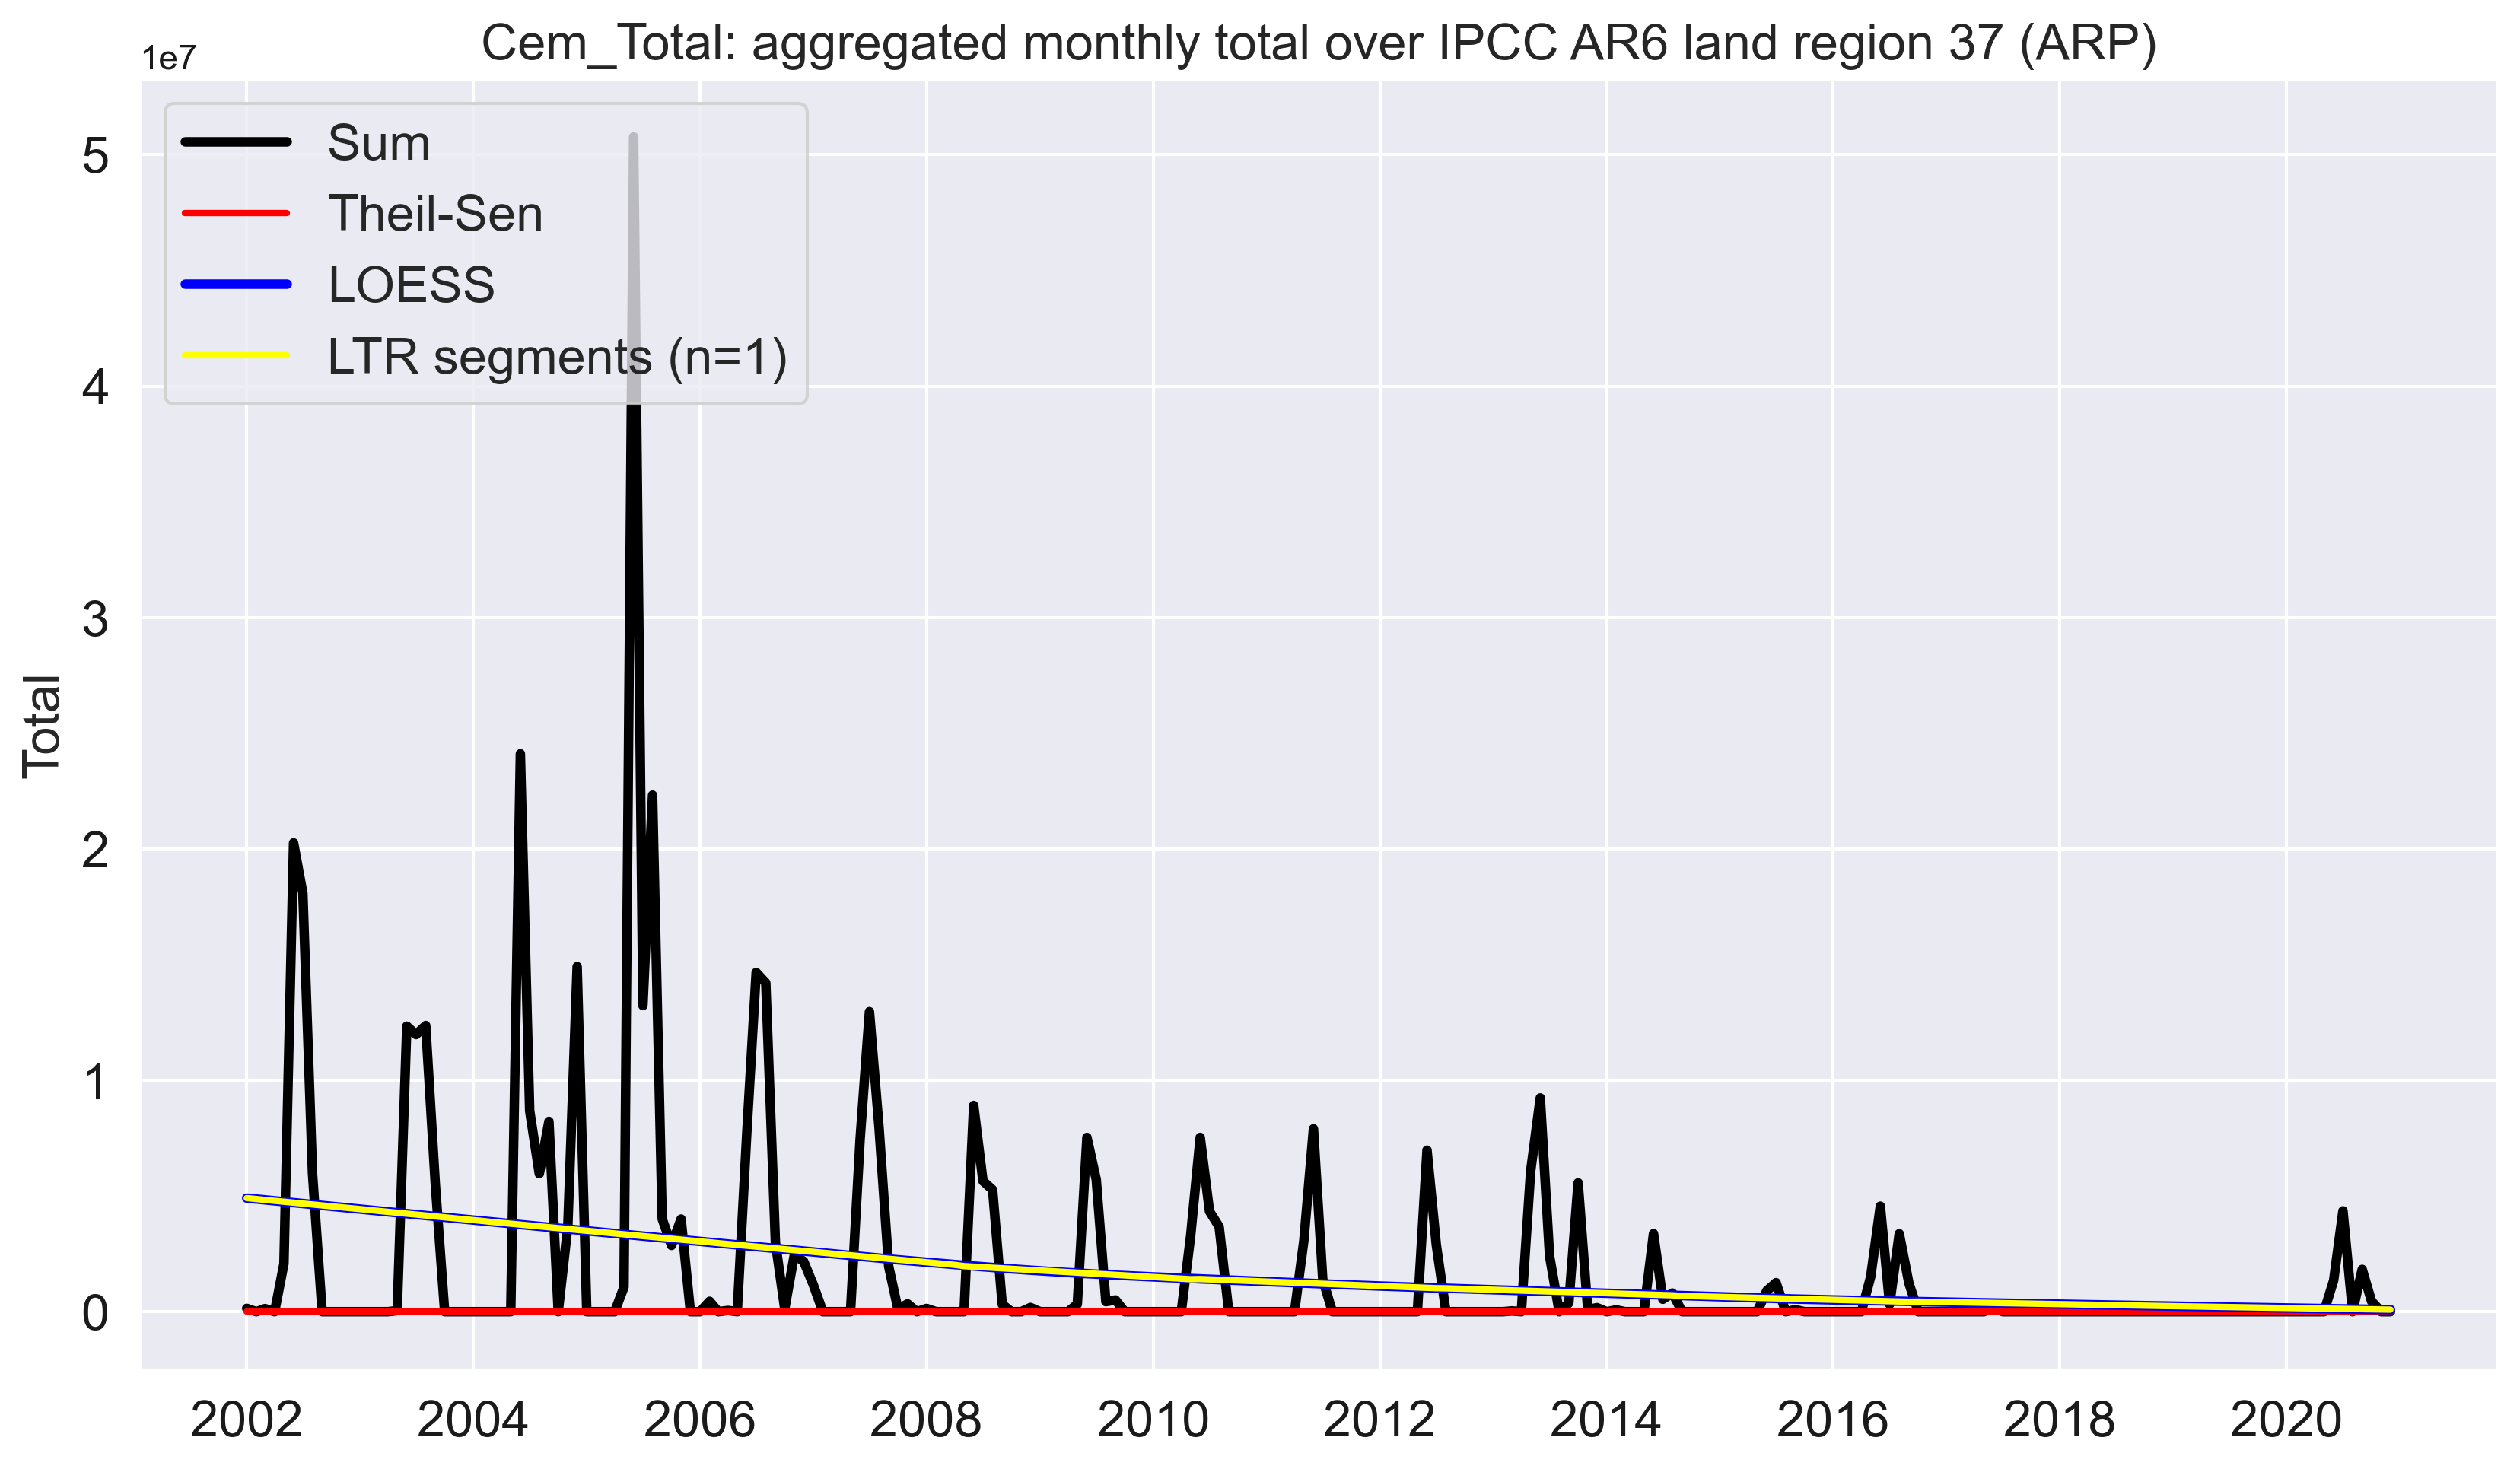 Cem_Total: aggregated monthly total over IPCC AR6 land region 37 (ARP)
1e7
Sum
Theil-Sen
LOESS
LTR segments (n=1)
5
4
3
2
1
0
Total
2002 2004 2006 2008 2010 2012 2014 2016 2018 2020